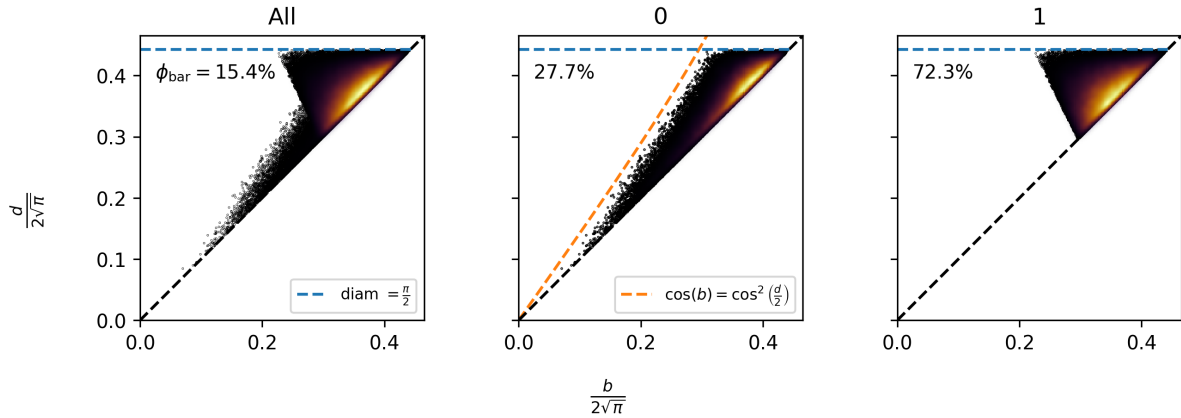 All
0
1
ϕ_bar = 15.4%
27.7%
72.3%
d/(2√π)
0.4
0.3
0.2
0.1
0.0
diam = π/2
cos(b) = cos²(d/2)
0.0 0.2 0.4
0.0 0.2 0.4
0.0 0.2 0.4
b/(2√π)